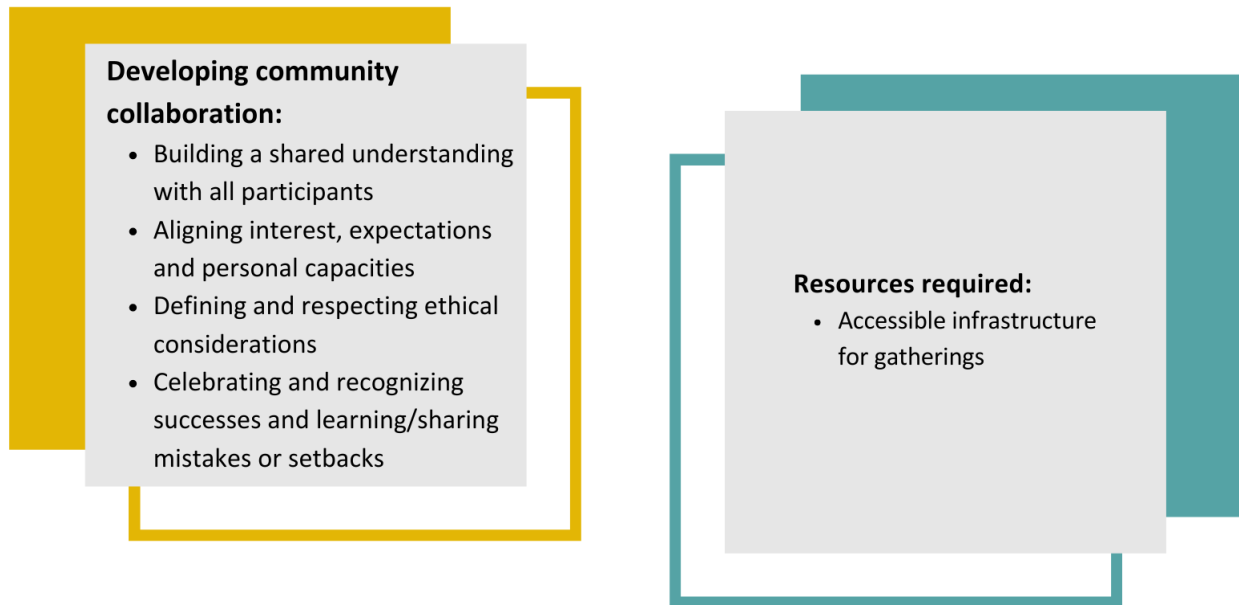 Developing community
collaboration:
• Building a shared understanding
with all participants
• Aligning interest, expectations
and personal capacities
• Defining and respecting ethical
considerations
• Celebrating and recognizing
successes and learning/sharing
mistakes or setbacks
Resources required:
• Accessible infrastructure
for gatherings